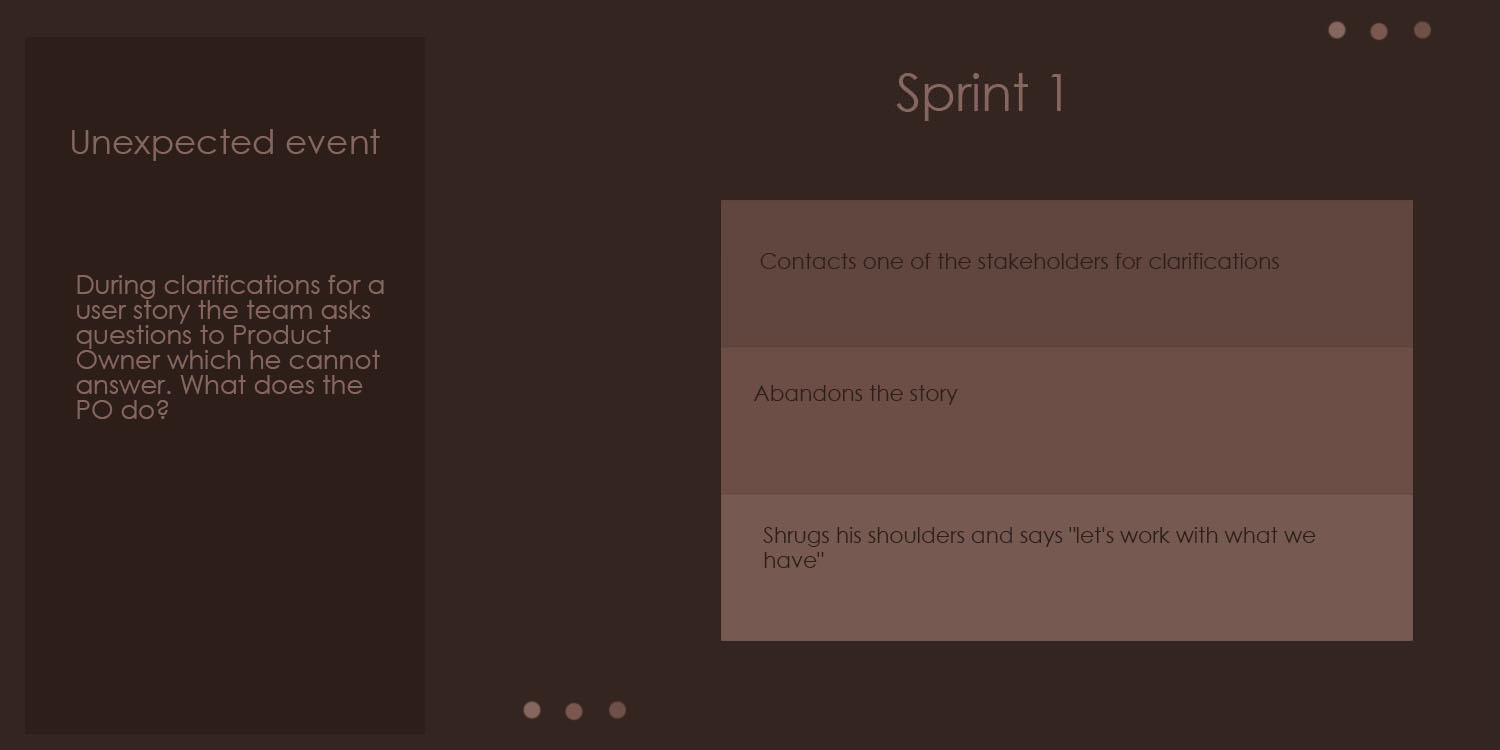 Sprint 1
Unexpected event
During clarifications for a
user story the team asks
questions to Product
Owner which he cannot
answer. What does the
PO do?
Contacts one of the stakeholders for clarifications
Abandons the story
Shrugs his shoulders and says "let's work with what we
have"